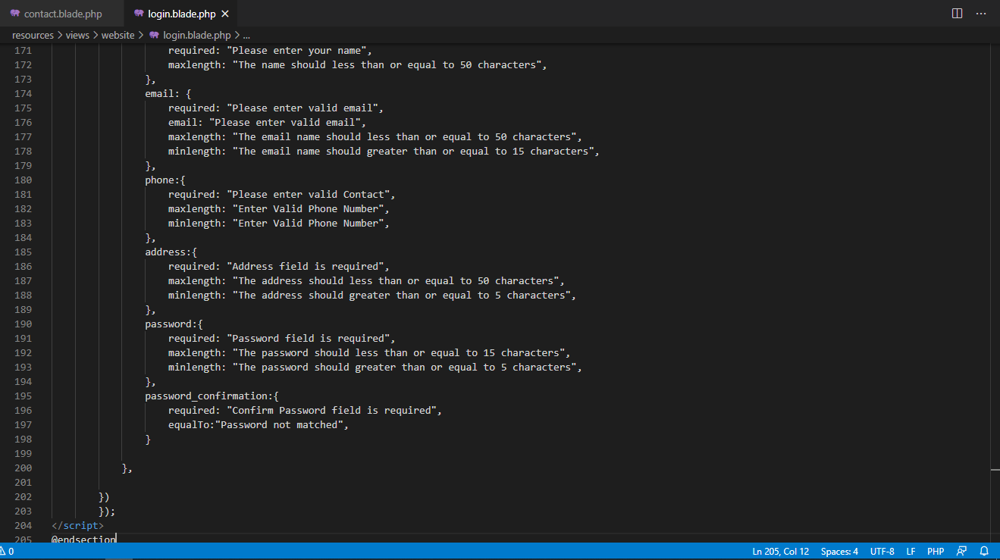 contact.blade.php
login.blade.php ×
resources > views > website > login.blade.php > ...
171 required: "Please enter your name",
172 maxlength: "The name should less than or equal to 50 characters",
173 },
174 email: {
175 required: "Please enter valid email",
176 email: "Please enter valid email",
177 maxlength: "The email name should less than or equal to 50 characters",
178 minlength: "The email name should greater than or equal to 15 characters",
179 },
180 phone:{
181 required: "Please enter valid Contact",
182 maxlength: "Enter Valid Phone Number",
183 minlength: "Enter Valid Phone Number",
184 },
185 address:{
186 required: "Address field is required",
187 maxlength: "The address should less than or equal to 50 characters",
188 minlength: "The address should greater than or equal to 5 characters",
189 },
190 password:{
191 required: "Password field is required",
192 maxlength: "The password should less than or equal to 15 characters",
193 minlength: "The password should greater than or equal to 5 characters",
194 },
195 password_confirmation:{
196 required: "Confirm Password field is required",
197 equalTo:"Password not matched",
198 }
199
200 },
201
202 })
203 });
204 </script>
205 @endsection
0 Ln 205, Col 12 Spaces: 4 UTF-8 LF PHP